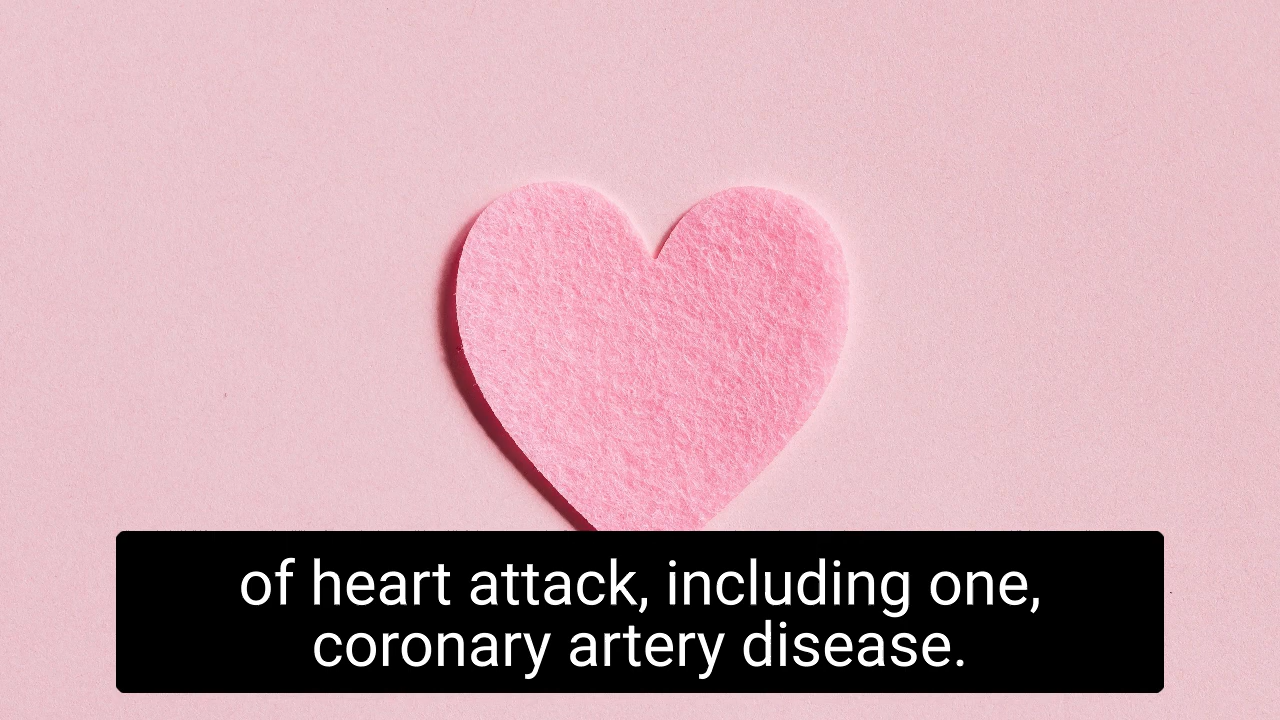 of heart attack, including one,
coronary artery disease.